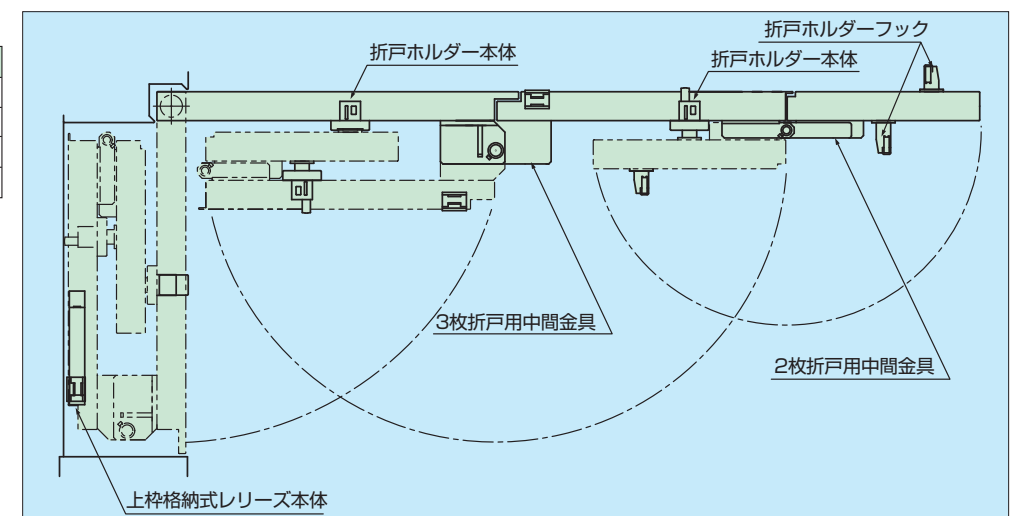 折戸ホルダーフック
折戸ホルダー本体
折戸ホルダー本体
3枚折戸用中間金具
2枚折戸用中間金具
上枠格納式レリーズ本体